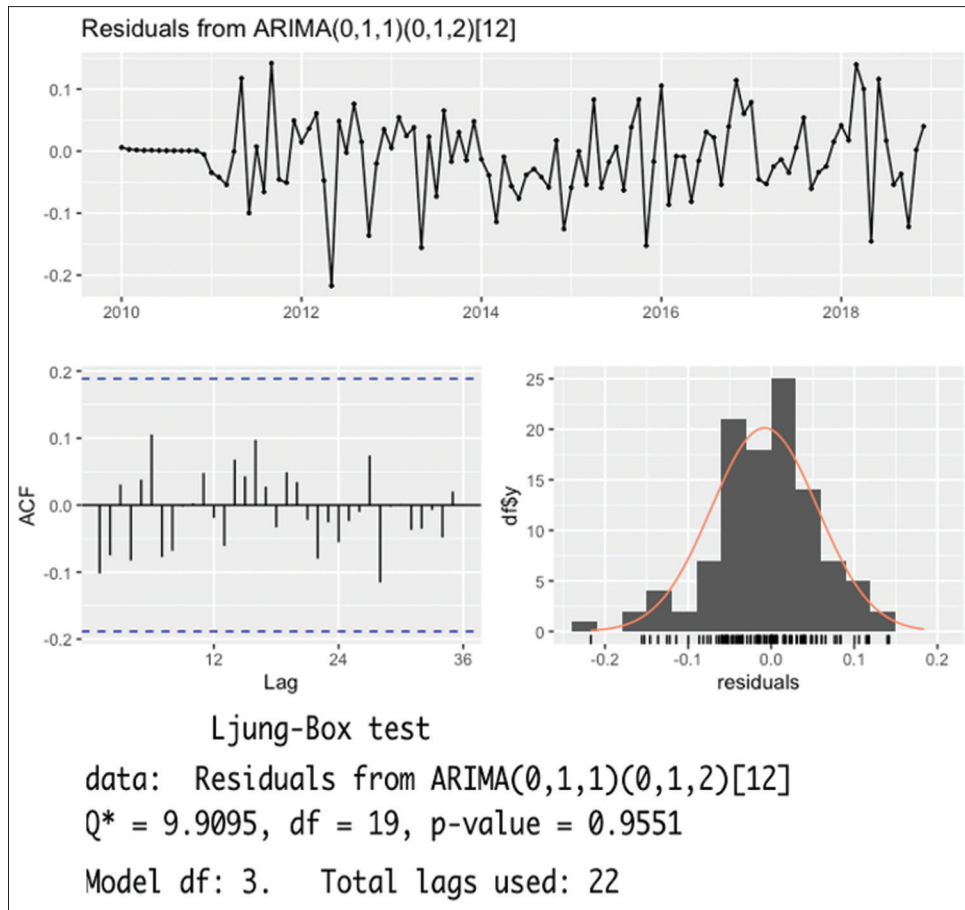 Residuals from ARIMA(0,1,1)(0,1,2)[12]
0.1
0.0
-0.1
-0.2
2010 2012 2014 2016 2018
0.2
0.1
0.0
-0.1
-0.2
ACF
12 24 36
Lag
25
20
15
10
5
0
df$y
-0.2 -0.1 0.0 0.1 0.2
residuals
Ljung-Box test
data: Residuals from ARIMA(0,1,1)(0,1,2)[12]
Q* = 9.9095, df = 19, p-value = 0.9551
Model df: 3. Total lags used: 22